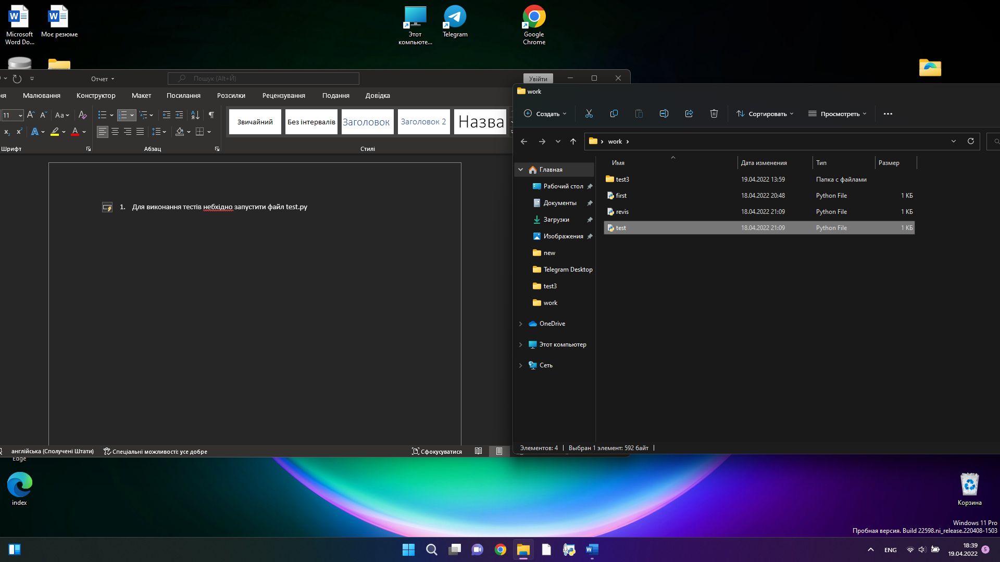 Microsoft
Word Do...
Моє резюме
Этот
компьюте...
Telegram
Google
Chrome
Отчет
Пошук (Alt+Й)
Увійти
ня
Малювання
Конструктор
Макет
Посилання
Розсилки
Рецензування
Подання
Довідка
11
Aa
Звичайний
Без інтервалів
Заголовок
Заголовок 2
Назва
Шрифт
Абзац
Стилі
1. Для виконання тестів небхідно запустити файл test.py
англійська (Сполучені Штати)
Спеціальні можливості: усе добре
Сфокусуватися
work
Создать
Сортировать
Просмотреть
work
Имя
Дата изменения
Тип
Размер
test3 19.04.2022 13:59 Папка с файлами
first 18.04.2022 20:48 Python File 1 КБ
revis 18.04.2022 21:09 Python File 1 КБ
test 18.04.2022 21:09 Python File 1 КБ
Главная
Рабочий стол
Документы
Загрузки
Изображения
new
Telegram Desktop
test3
work
OneDrive
Этот компьютер
Сеть
Элементов: 4
Выбран 1 элемент: 592 байт
Edge
index
Корзина
Windows 11 Pro
Пробная версия. Build 22598.ni_release.220408-1503
ENG
18:39
19.04.2022
5